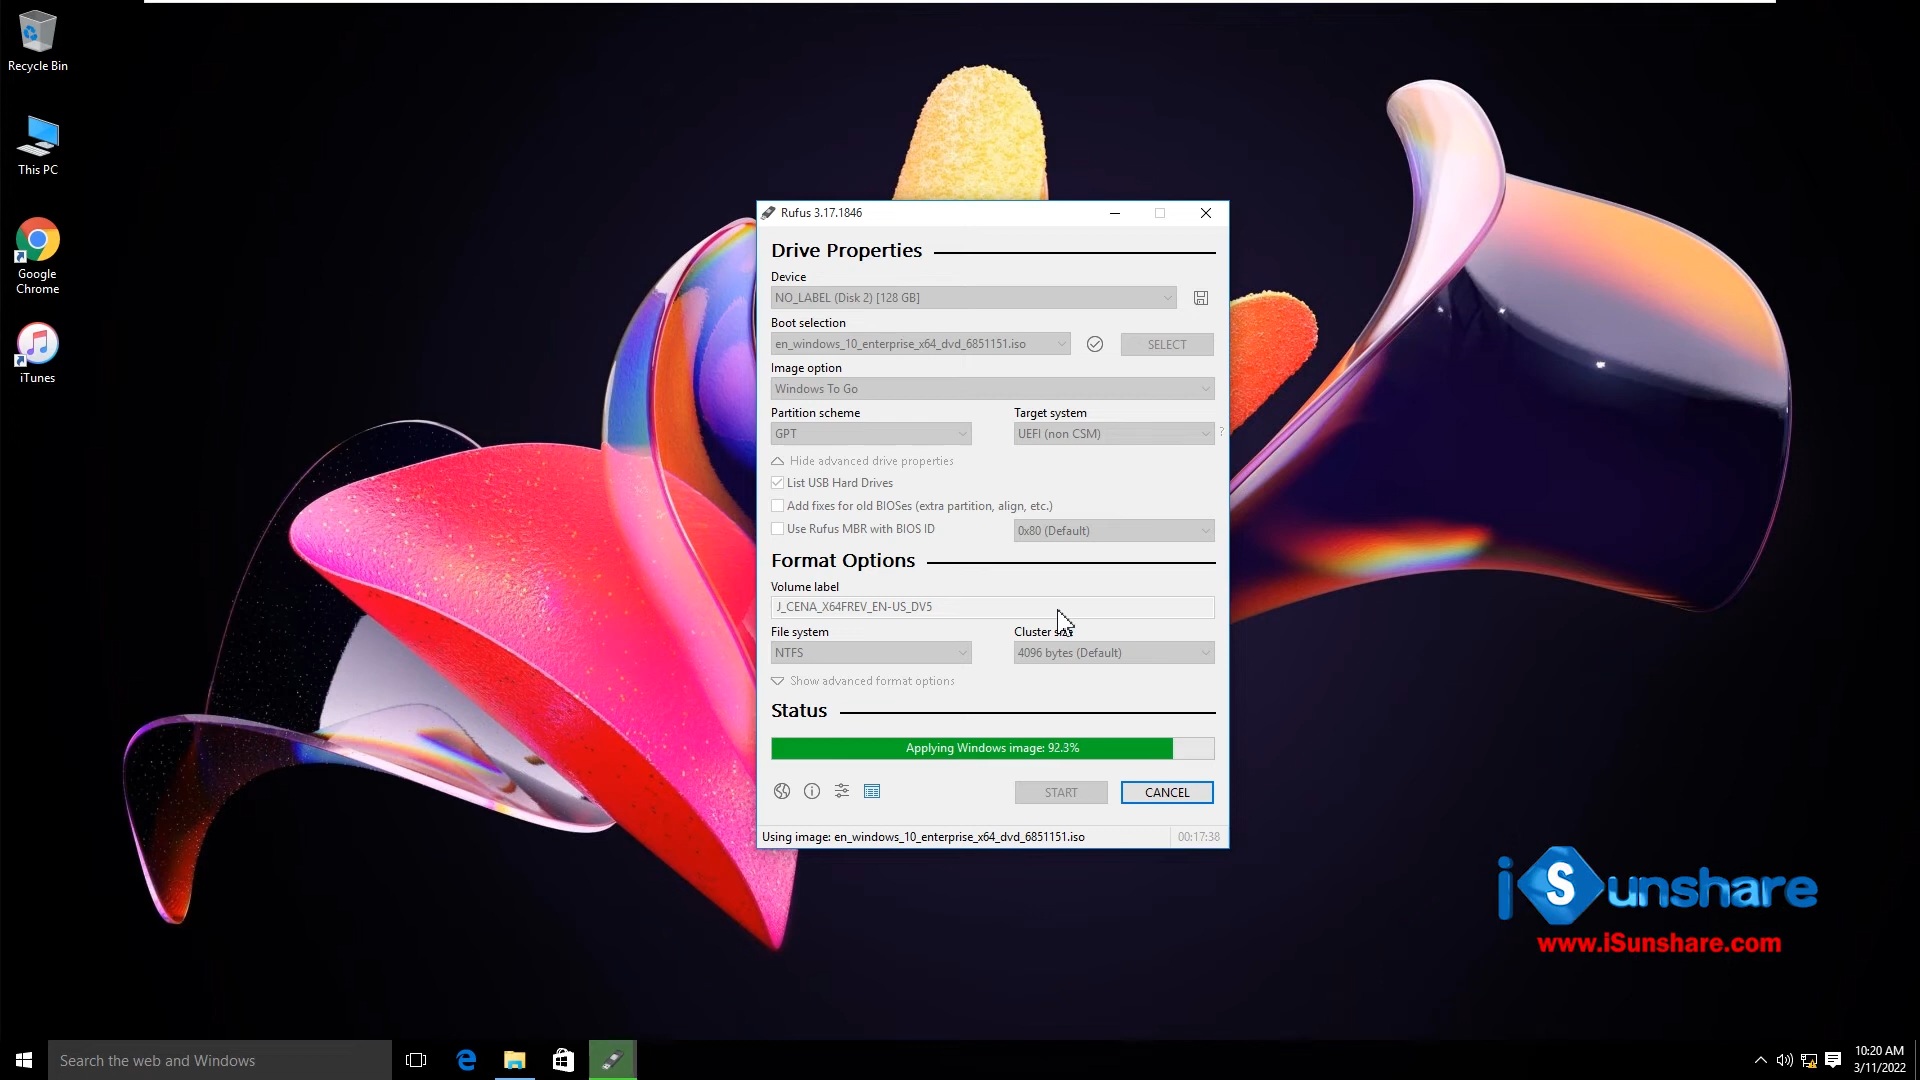 Recycle Bin
This PC
Google
Chrome
iTunes
Rufus 3.17.1846
Drive Properties
Device
NO_LABEL (Disk 2) [128 GB]
Boot selection
en_windows_10_enterprise_x64_dvd_6851151.iso
SELECT
Image option
Windows To Go
Partition scheme
Target system
GPT
UEFI (non CSM)
?
Hide advanced drive properties
List USB Hard Drives
Add fixes for old BIOSes (extra partition, align, etc.)
Use Rufus MBR with BIOS ID
0x80 (Default)
Format Options
Volume label
J_CENA_X64FREV_EN-US_DV5
File system
Cluster size
NTFS
4096 bytes (Default)
Show advanced format options
Status
Applying Windows image: 92.3%
START
CANCEL
Using image: en_windows_10_enterprise_x64_dvd_6851151.iso
00:17:38
iSunshare
www.iSunshare.com
Search the web and Windows
10:20 AM
3/11/2022